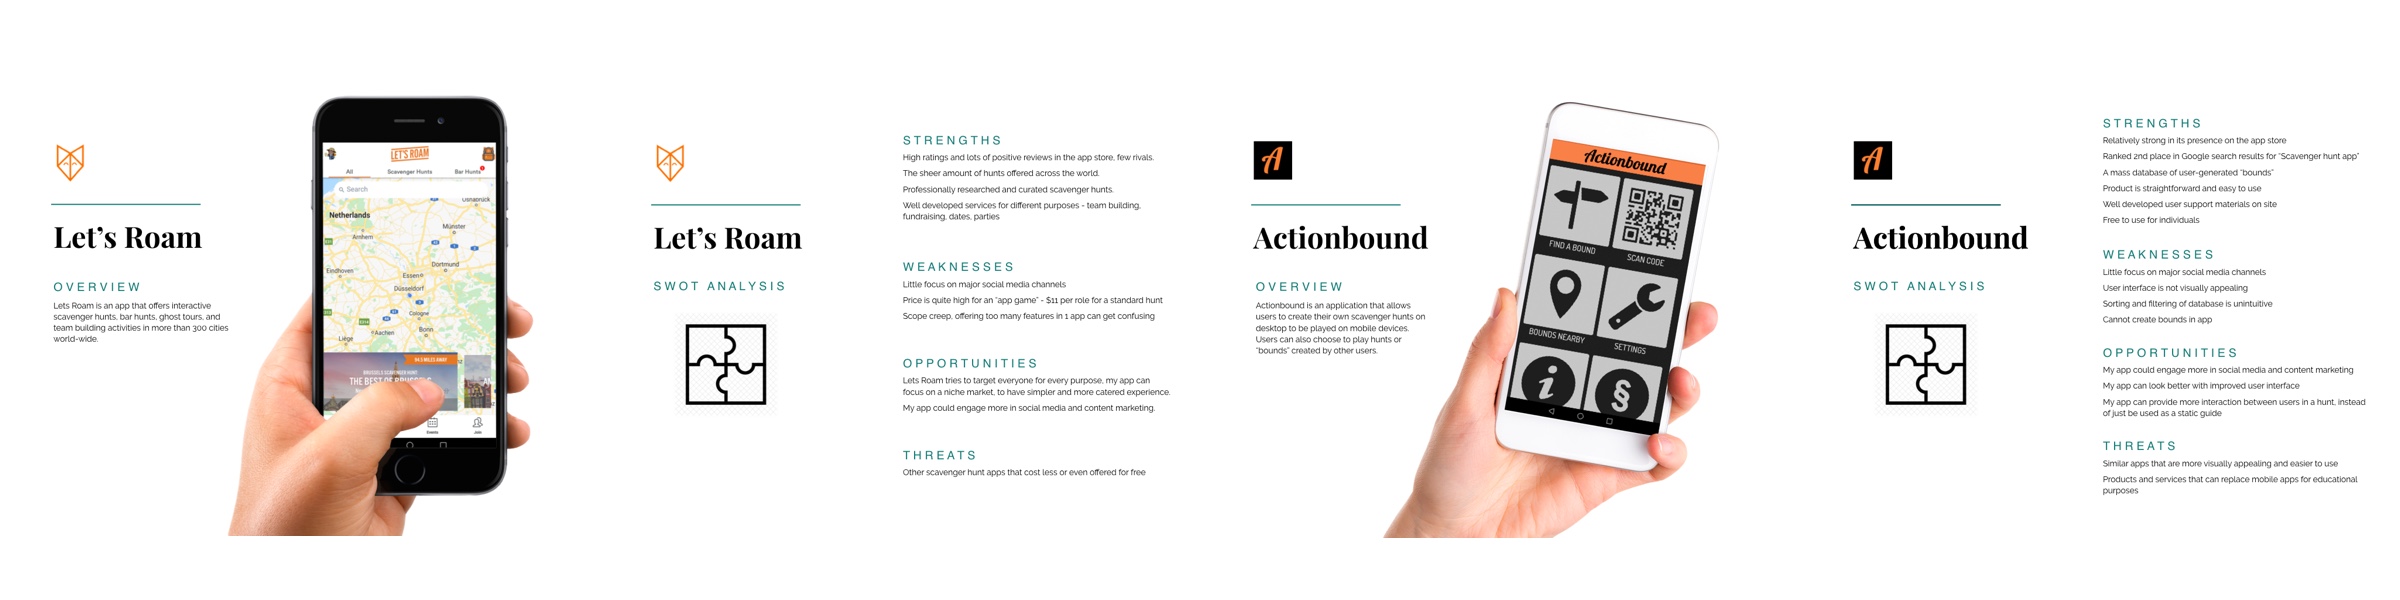 Let's Roam
OVERVIEW
Lets Roam is an app that offers interactive
scavenger hunts, bar hunts, ghost tours, and
team building activities in more than 300 cities
world-wide.
LET'S ROAM
All Scavenger Hunts Bar Hunts
Search
Osnabrück
Netherlands
Arnhem
Münster
Eindhoven
Essen
Dortmund
Düsseldorf
Cologne
Aachen
Bonn
Liège
94.5 MILES AWAY
BRUSSELS SCAVENGER HUNT
THE BEST OF BRUSSELS
Events
Join
Let's Roam
SWOT ANALYSIS
STRENGTHS
High ratings and lots of positive reviews in the app store, few rivals.
The sheer amount of hunts offered across the world.
Professionally researched and curated scavenger hunts.
Well developed services for different purposes - team building,
fundraising, dates, parties
WEAKNESSES
Little focus on major social media channels
Price is quite high for an "app game" - $11 per role for a standard hunt
Scope creep, offering too many features in 1 app can get confusing
OPPORTUNITIES
Lets Roam tries to target everyone for every purpose, my app can
focus on a niche market, to have simpler and more catered experience.
My app could engage more in social media and content marketing.
THREATS
Other scavenger hunt apps that cost less or even offered for free
A
Actionbound
OVERVIEW
Actionbound is an application that allows
users to create their own scavenger hunts on
desktop to be played on mobile devices.
Users can also choose to play hunts or
"bounds" created by other users.
Actionbound
FIND A BOUND
SCAN CODE
BOUNDS NEARBY
SETTINGS
i
§
A
Actionbound
SWOT ANALYSIS
STRENGTHS
Relatively strong in its presence on the app store
Ranked 2nd place in Google search results for "Scavenger hunt app"
A mass database of user-generated "bounds"
Product is straightforward and easy to use
Well developed user support materials on site
Free to use for individuals
WEAKNESSES
Little focus on major social media channels
User interface is not visually appealing
Sorting and filtering of database is unintuitive
Cannot create bounds in app
OPPORTUNITIES
My app could engage more in social media and content marketing
My app can look better with improved user interface
My app can provide more interaction between users in a hunt, instead
of just be used as a static guide
THREATS
Similar apps that are more visually appealing and easier to use
Products and services that can replace mobile apps for educational
purposes